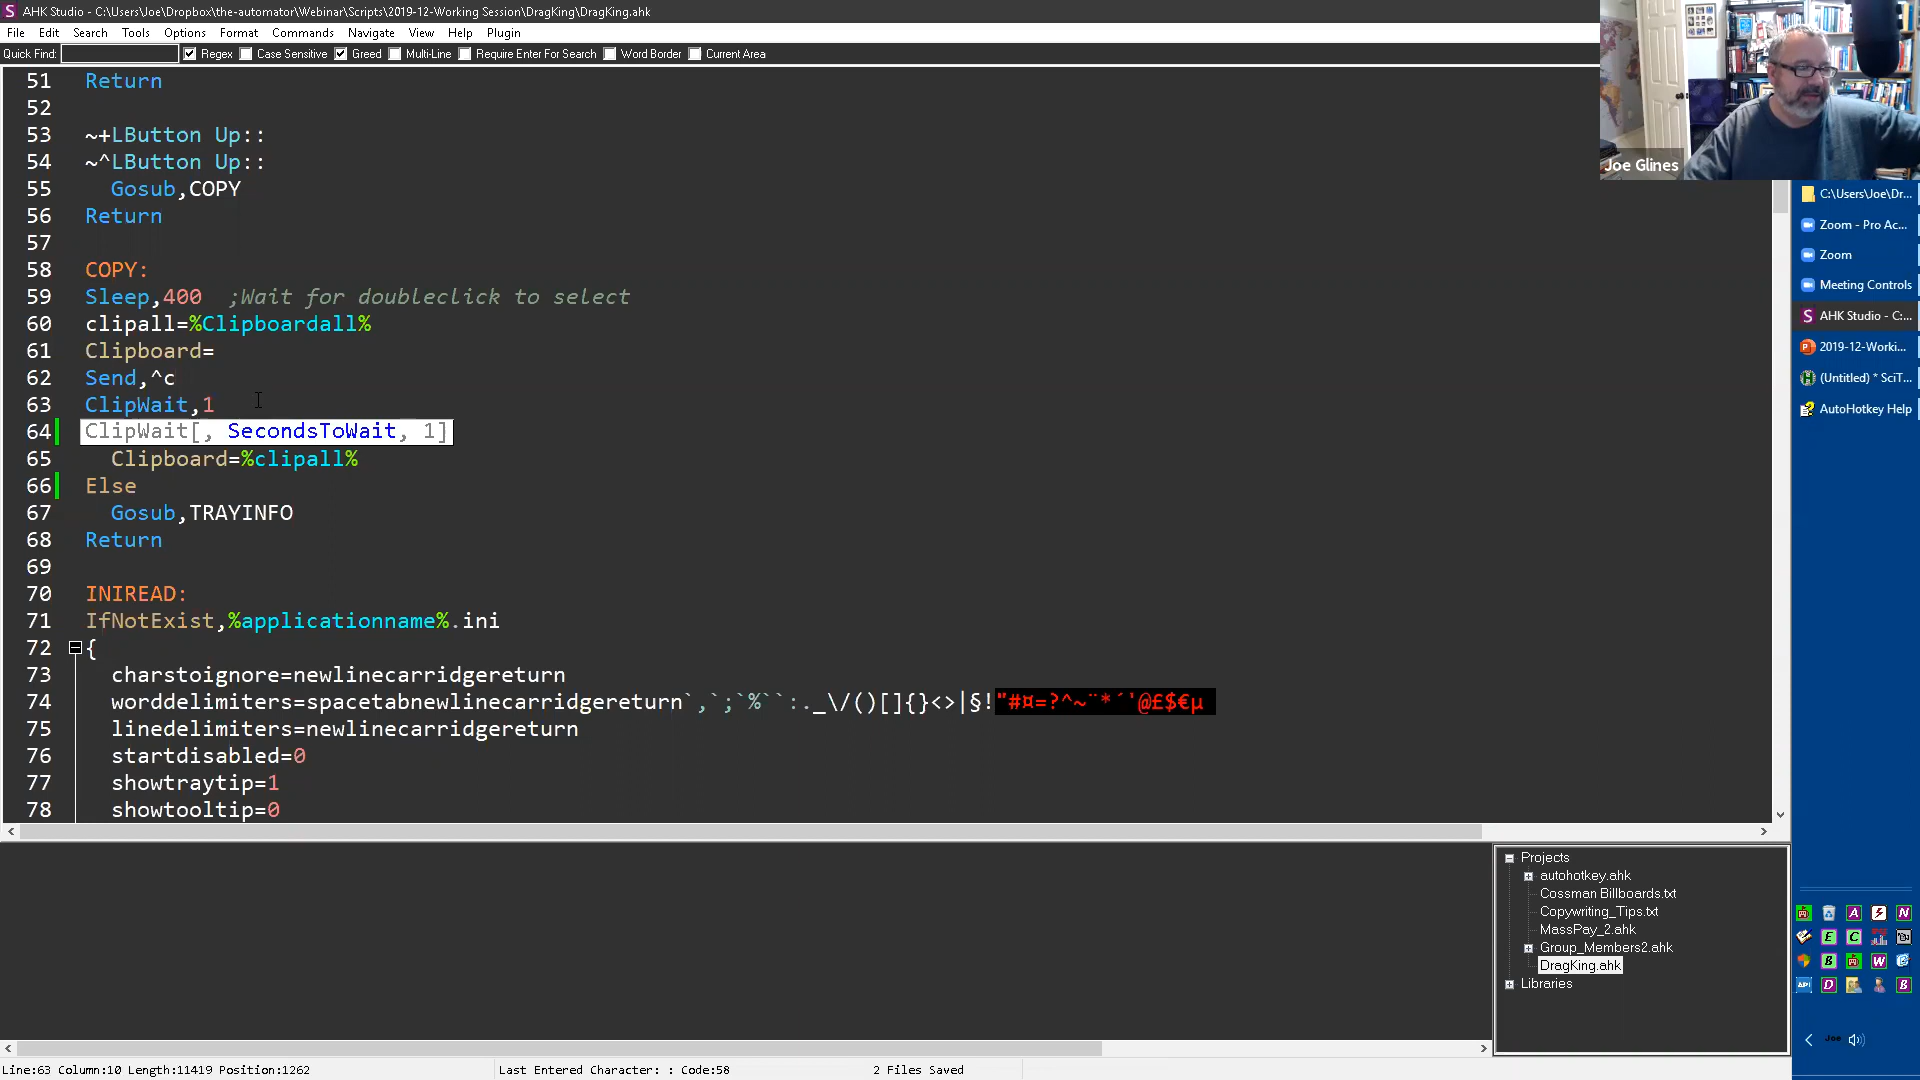 AHK Studio - C:\Users\Joe\Dropbox\the-automator\Webinar\Scripts\2019-12-Working Session\DragKing\DragKing.ahk
File Edit Search Tools Options Format Commands Navigate View Help Plugin
Quick Find: Regex Case Sensitive Greed Multi-Line Require Enter For Search Word Border Current Area
51 Return
52
53 ~+LButton Up::
54 ~^LButton Up::
55 Gosub,COPY
56 Return
57
58 COPY:
59 Sleep,400 ;Wait for doubleclick to select
60 clipall=%Clipboardall%
61 Clipboard=
62 Send,^c
63 ClipWait,1
64 ClipWait[, SecondsToWait, 1]
65 Clipboard=%clipall%
66 Else
67 Gosub,TRAYINFO
68 Return
69
70 INIREAD:
71 IfNotExist,%applicationname%.ini
72 {
73 charstoignore=newlinecarridgereturn
74 worddelimiters=spacetabnewlinecarridgereturn`,`;`%``:._\/()[]{}<>|§!"#¤=?^~¨*´'@£$€µ
75 linedelimiters=newlinecarridgereturn
76 startdisabled=0
77 showtraytip=1
78 showtooltip=0
Joe Glines
C:\Users\Joe\Dr...
Zoom - Pro Ac...
Zoom
Meeting Controls
AHK Studio - C:...
2019-12-Worki...
(Untitled) * SciT...
AutoHotkey Help
Projects
autohotkey.ahk
Cossman Billboards.txt
Copywriting_Tips.txt
MassPay_2.ahk
Group_Members2.ahk
DragKing.ahk
Libraries
A N
E C
B W
API D B
Joe
Line:63 Column:10 Length:11419 Position:1262 Last Entered Character: : Code:58 2 Files Saved